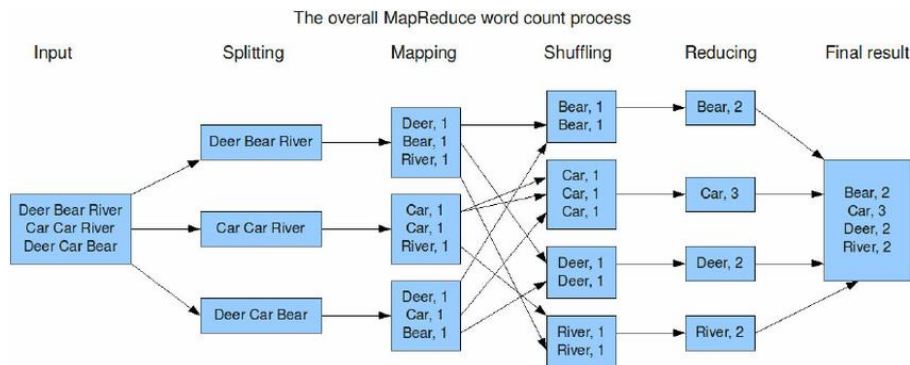 The overall MapReduce word count process
Input
Splitting
Mapping
Shuffling
Reducing
Final result
Deer Bear River
Car Car River
Deer Car Bear
Deer Bear River
Car Car River
Deer Car Bear
Deer, 1
Bear, 1
River, 1
Car, 1
Car, 1
River, 1
Deer, 1
Car, 1
Bear, 1
Bear, 1
Bear, 1
Car, 1
Car, 1
Car, 1
Deer, 1
Deer, 1
River, 1
River, 1
Bear, 2
Car, 3
Deer, 2
River, 2
Bear, 2
Car, 3
Deer, 2
River, 2